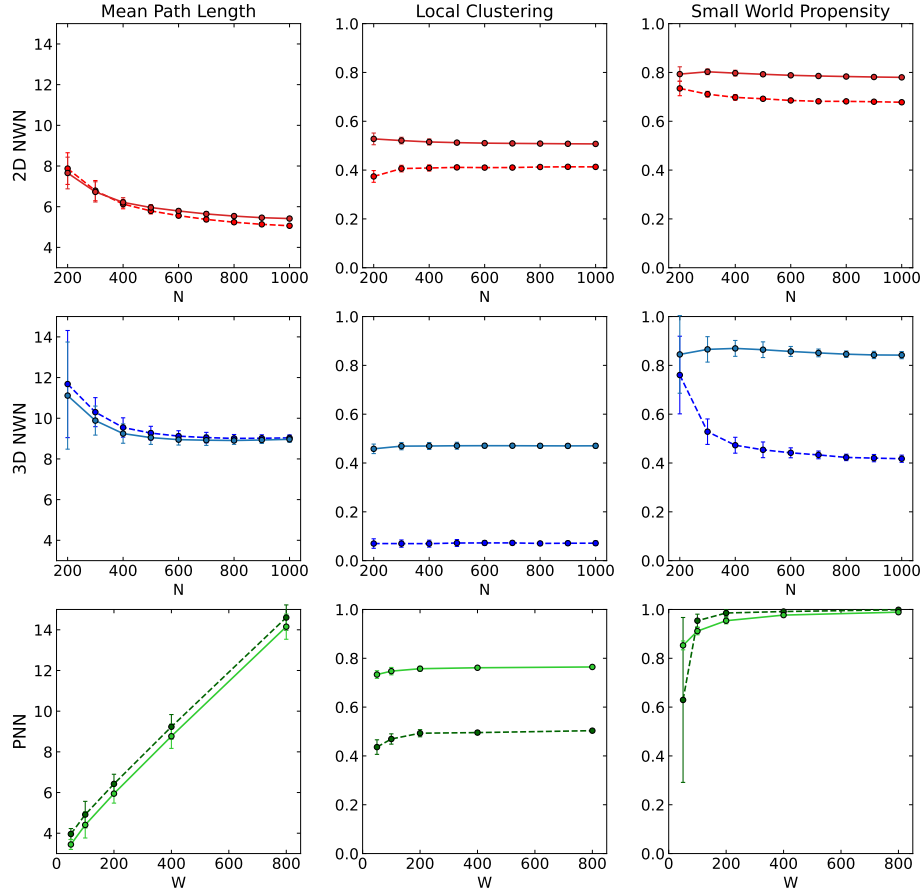 Mean Path Length
Local Clustering
Small World Propensity
2D NWN
14
12
10
8
6
4
200 400 600 800 1000
N
1.0
0.8
0.6
0.4
0.2
0.0
200 400 600 800 1000
N
1.0
0.8
0.6
0.4
0.2
0.0
200 400 600 800 1000
N
3D NWN
14
12
10
8
6
4
200 400 600 800 1000
N
1.0
0.8
0.6
0.4
0.2
0.0
200 400 600 800 1000
N
1.0
0.8
0.6
0.4
0.2
0.0
200 400 600 800 1000
N
PNN
14
12
10
8
6
4
0 200 400 600 800
W
1.0
0.8
0.6
0.4
0.2
0.0
0 200 400 600 800
W
1.0
0.8
0.6
0.4
0.2
0.0
0 200 400 600 800
W